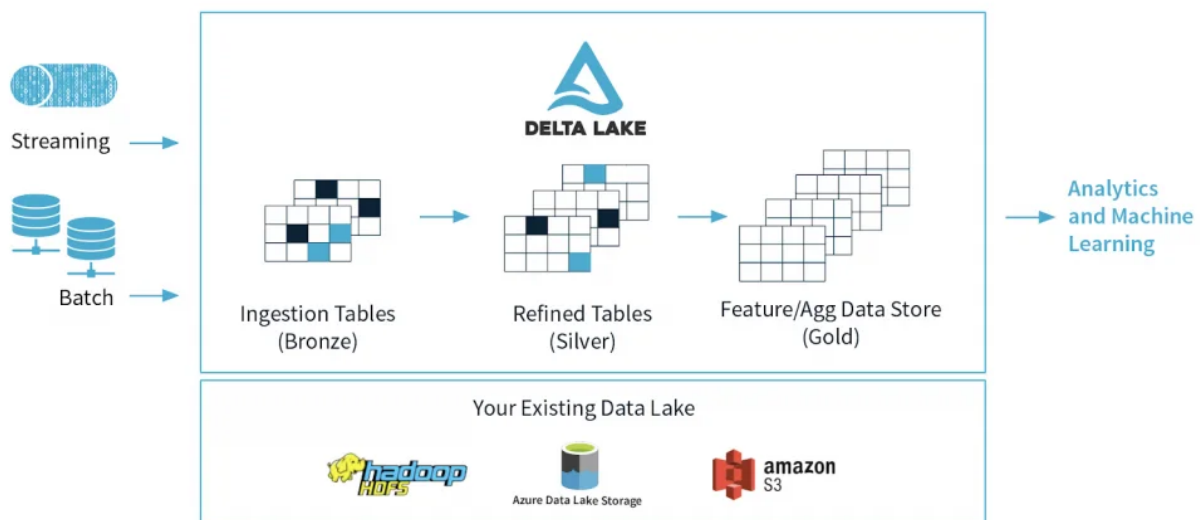 Streaming
Batch
DELTA LAKE
Ingestion Tables
(Bronze)
Refined Tables
(Silver)
Feature/Agg Data Store
(Gold)
Analytics
and Machine
Learning
Your Existing Data Lake
hadoop
HDFS
Azure Data Lake Storage
amazon
S3